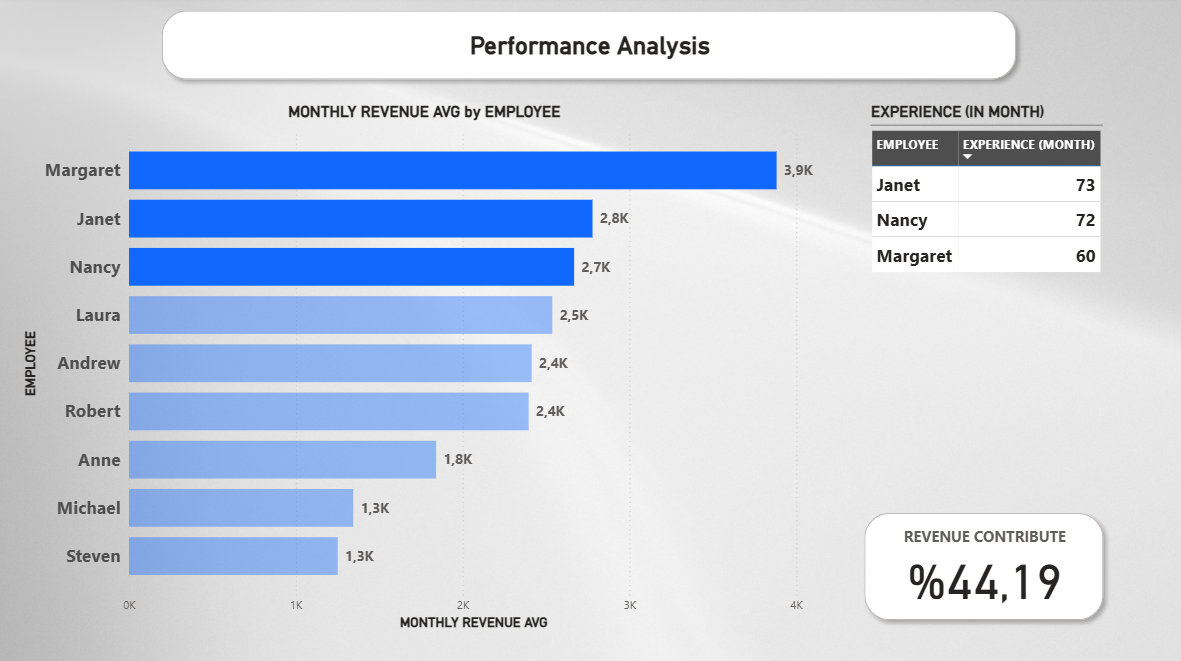 Performance Analysis
MONTHLY REVENUE AVG by EMPLOYEE
EMPLOYEE
Margaret 3,9K
Janet 2,8K
Nancy 2,7K
Laura 2,5K
Andrew 2,4K
Robert 2,4K
Anne 1,8K
Michael 1,3K
Steven 1,3K
0K 1K 2K 3K 4K
MONTHLY REVENUE AVG
EXPERIENCE (IN MONTH)
EMPLOYEE EXPERIENCE (MONTH)
Janet 73
Nancy 72
Margaret 60
REVENUE CONTRIBUTE
%44,19